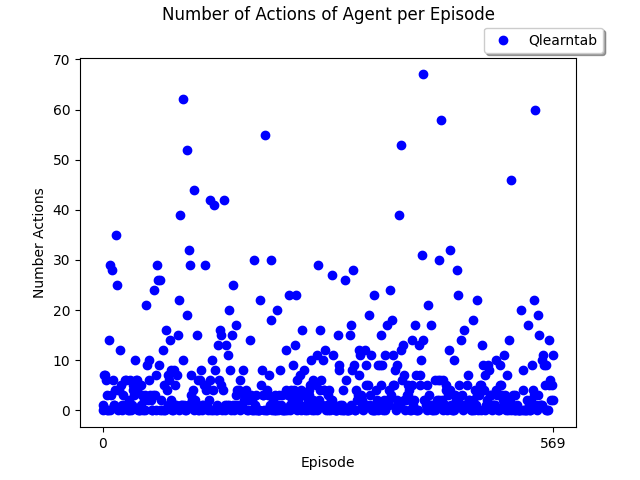 Number of Actions of Agent per Episode
Qlearntab
70
60
50
40
30
20
10
0
Number Actions
0 569
Episode